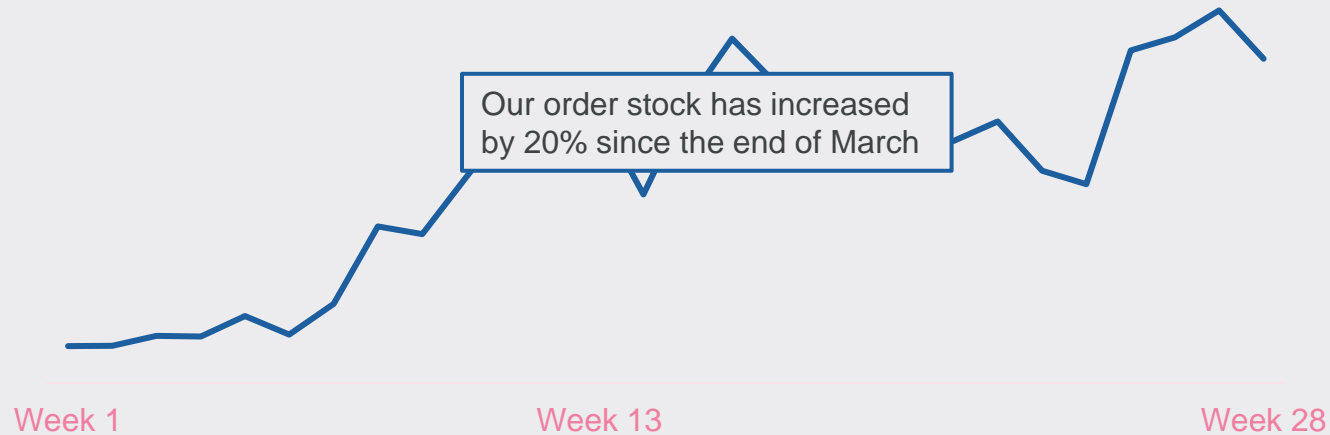 Our order stock has increased
by 20% since the end of March
Week 1
Week 13
Week 28